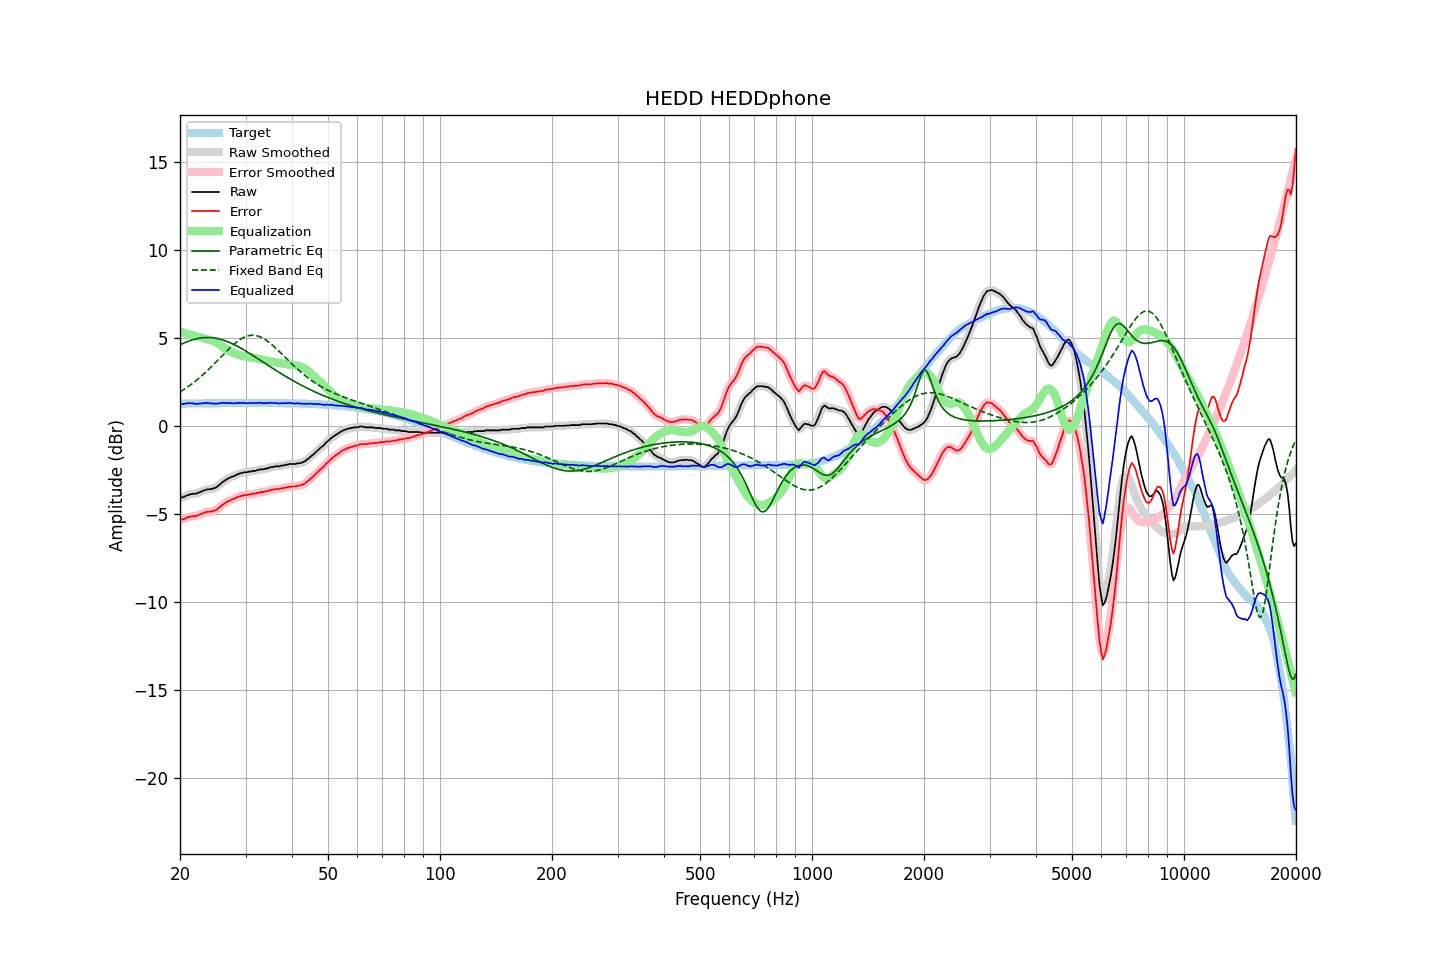 HEDD HEDDphone
Target
Raw Smoothed
Error Smoothed
Raw
Error
Equalization
Parametric Eq
Fixed Band Eq
Equalized
15
10
5
0
−5
−10
−15
−20
Amplitude (dBr)
20 50 100 200 500 1000 2000 5000 10000 20000
Frequency (Hz)